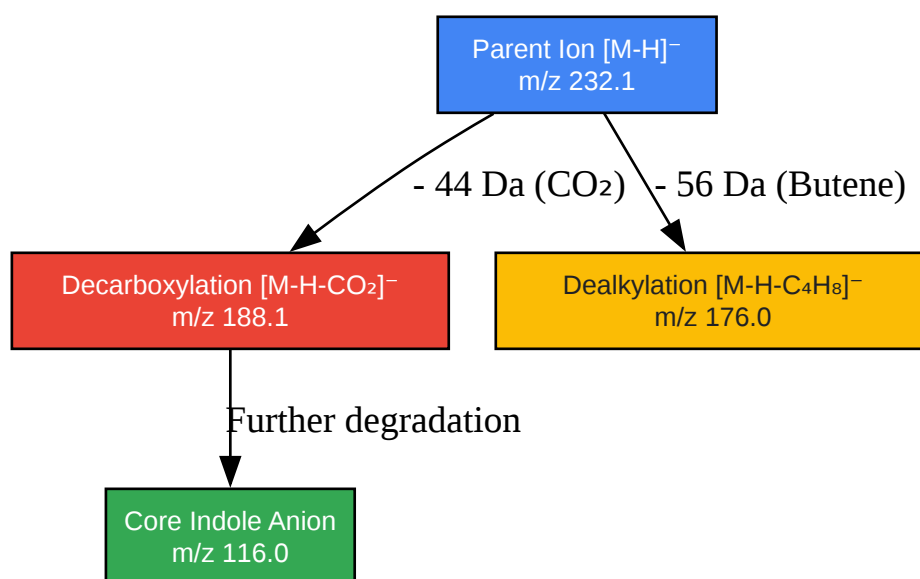 Parent Ion [M-H]⁻
m/z 232.1
- 44 Da (CO₂)
- 56 Da (Butene)
Decarboxylation [M-H-CO₂]⁻
m/z 188.1
Dealkylation [M-H-C₄H₈]⁻
m/z 176.0
Further degradation
Core Indole Anion
m/z 116.0